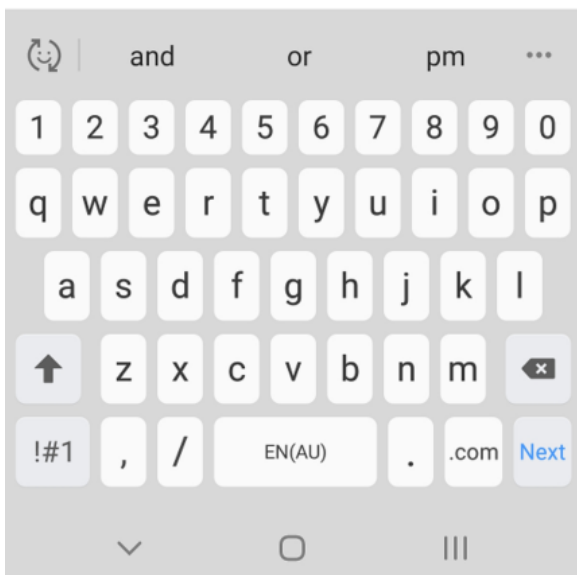 and or pm
1 2 3 4 5 6 7 8 9 0
q w e r t y u i o p
a s d f g h j k l
z x c v b n m
!#1 , / EN(AU) . .com Next